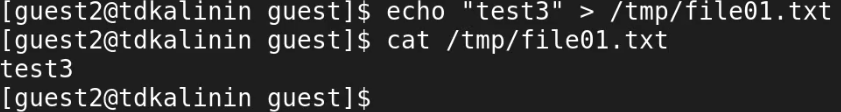 [guest2@tdkalinin guest]$ echo "test3" > /tmp/file01.txt
[guest2@tdkalinin guest]$ cat /tmp/file01.txt
test3
[guest2@tdkalinin guest]$